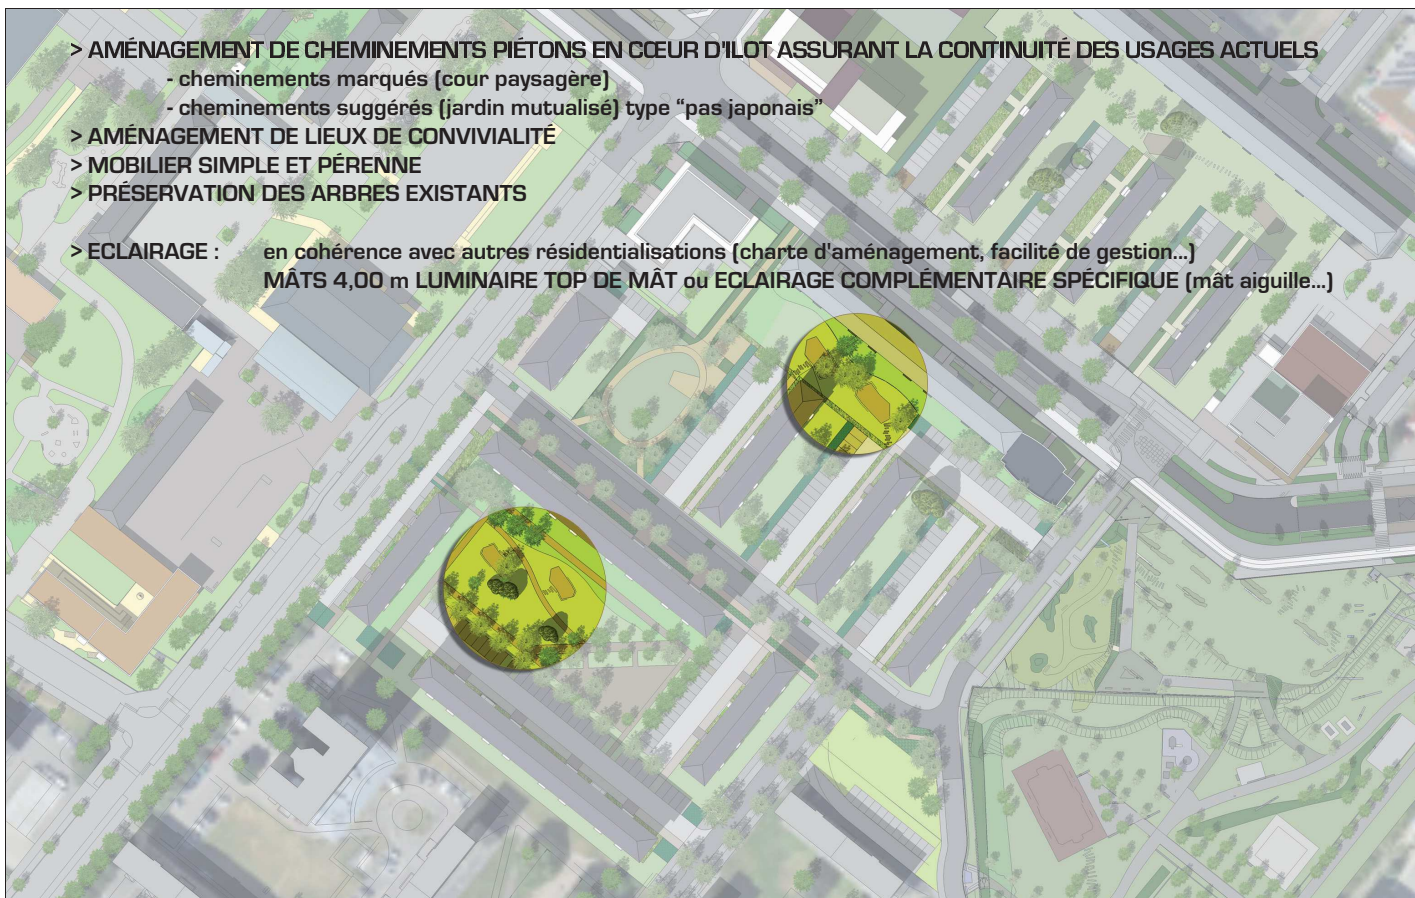 > AMÉNAGEMENT DE CHEMINEMENTS PIÉTONS EN CŒUR D'ILOT ASSURANT LA CONTINUITÉ DES USAGES ACTUELS
- cheminements marqués (cour paysagère)
- cheminements suggérés (jardin mutualisé) type “pas japonais”
> AMÉNAGEMENT DE LIEUX DE CONVIVIALITÉ
> MOBILIER SIMPLE ET PÉRENNE
> PRÉSERVATION DES ARBRES EXISTANTS
> ECLAIRAGE : en cohérence avec autres résidentialisations (charte d'aménagement, facilité de gestion...)
MÂTS 4,00 m LUMINAIRE TOP DE MÂT ou ECLAIRAGE COMPLÉMENTAIRE SPÉCIFIQUE (mât aiguille...)